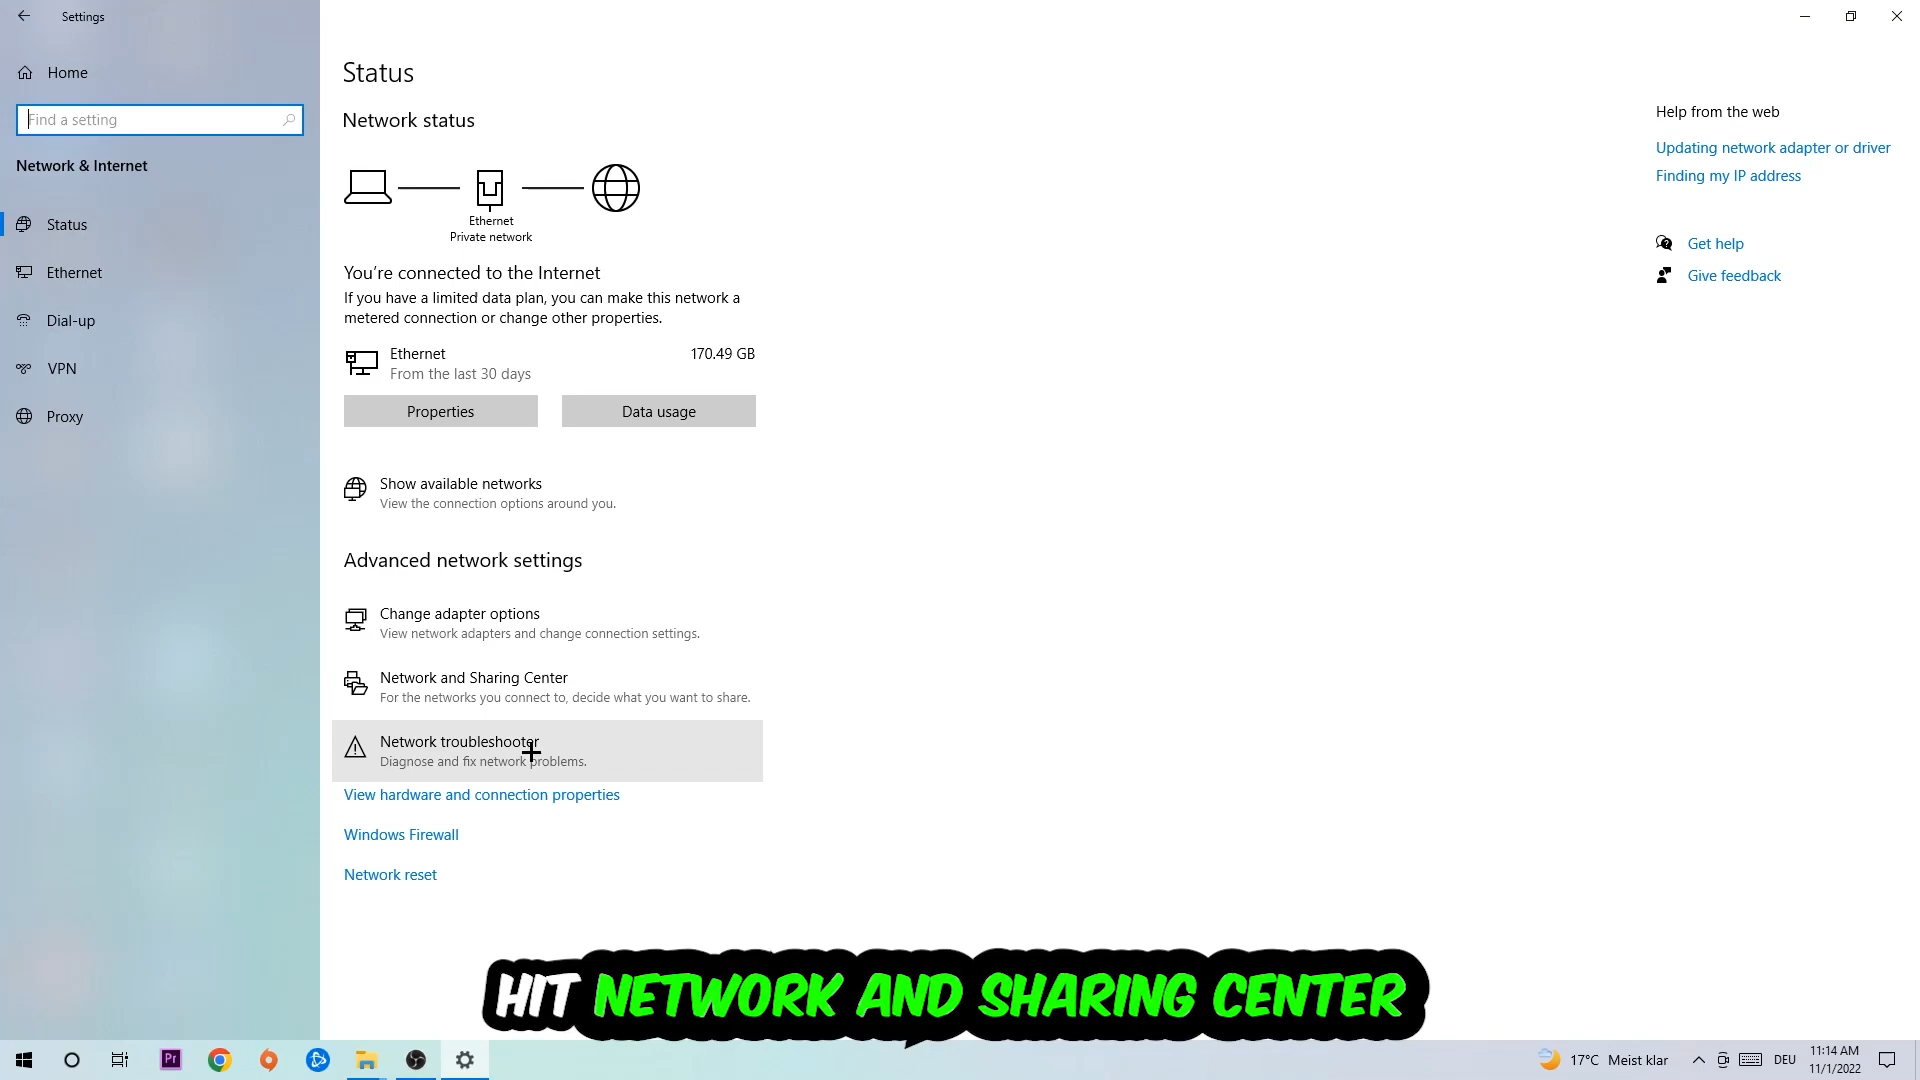 Settings
Home
Find a setting
Network & Internet
Status
Ethernet
Dial-up
VPN
Proxy
Status
Network status
Ethernet
Private network
You're connected to the Internet
If you have a limited data plan, you can make this network a
metered connection or change other properties.
Ethernet
170.49 GB
From the last 30 days
Properties
Data usage
Show available networks
View the connection options around you.
Advanced network settings
Change adapter options
View network adapters and change connection settings.
Network and Sharing Center
For the networks you connect to, decide what you want to share.
Network troubleshooter
Diagnose and fix network problems.
View hardware and connection properties
Windows Firewall
Network reset
Help from the web
Updating network adapter or driver
Finding my IP address
Get help
Give feedback
HIT NETWORK AND SHARING CENTER
Pr
17°C Meist klar
DEU
11:14 AM
11/1/2022